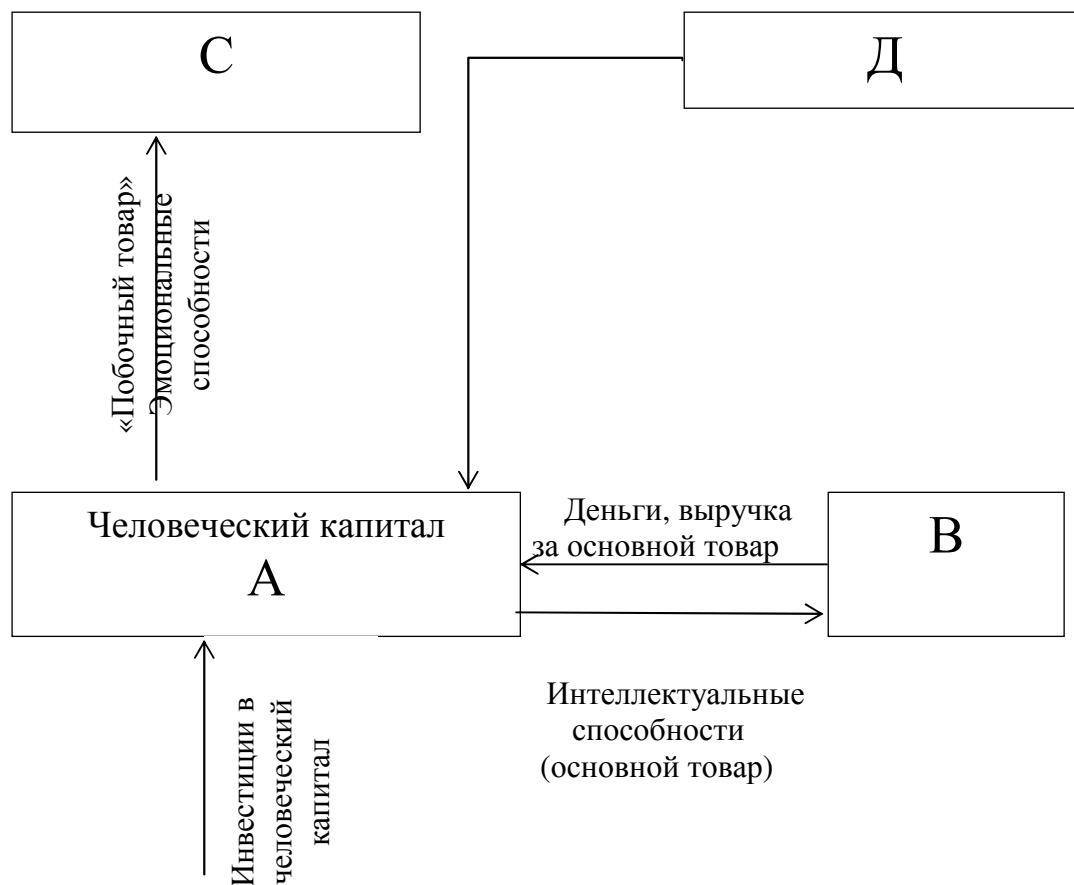 С
Д
«Побочный товар»
Эмоциональные
способности
Человеческий капитал
А
Деньги, выручка
за основной товар
В
Интеллектуальные
способности
(основной товар)
Инвестиции в
человеческий
капитал